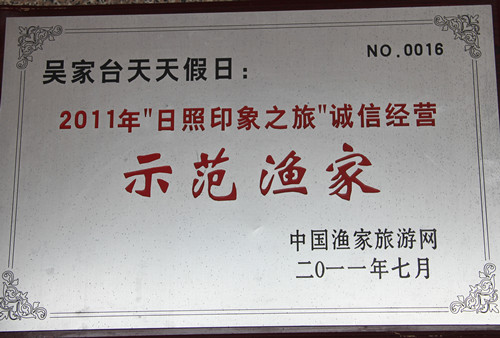 NO.0016
吴家台天天假日：
2011年"日照印象之旅"诚信经营
示范渔家
中国渔家旅游网
二〇一一年七月